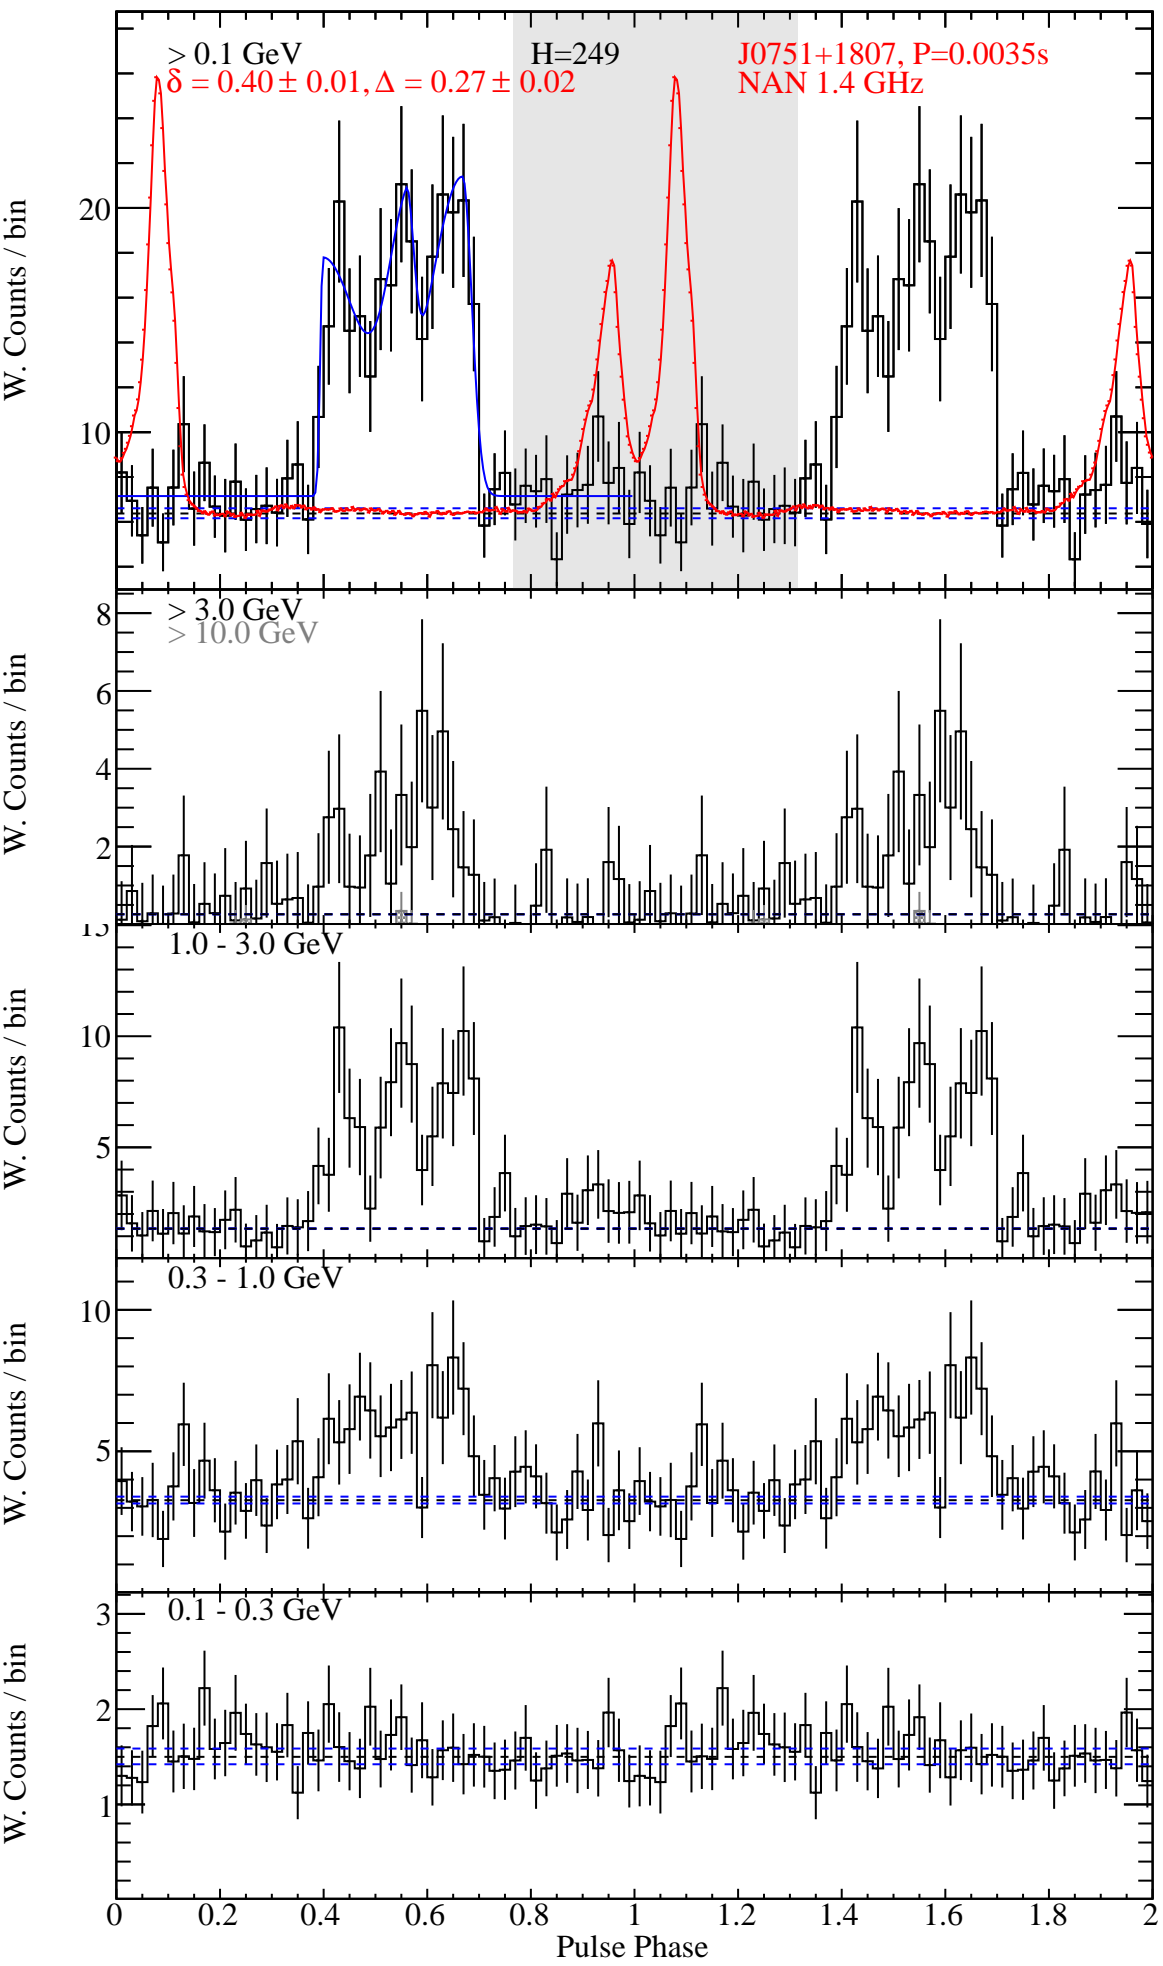 > 0.1 GeV H=249 J0751+1807, P=0.0035s
δ = 0.40 ± 0.01, Δ = 0.27 ± 0.02 NAN 1.4 GHz
20
10
W. Counts / bin
> 3.0 GeV
> 10.0 GeV
8
6
4
2
W. Counts / bin
15
1.0 - 3.0 GeV
10
5
W. Counts / bin
0.3 - 1.0 GeV
10
5
W. Counts / bin
0.1 - 0.3 GeV
3
2
1
W. Counts / bin
0 0.2 0.4 0.6 0.8 1 1.2 1.4 1.6 1.8 2
Pulse Phase